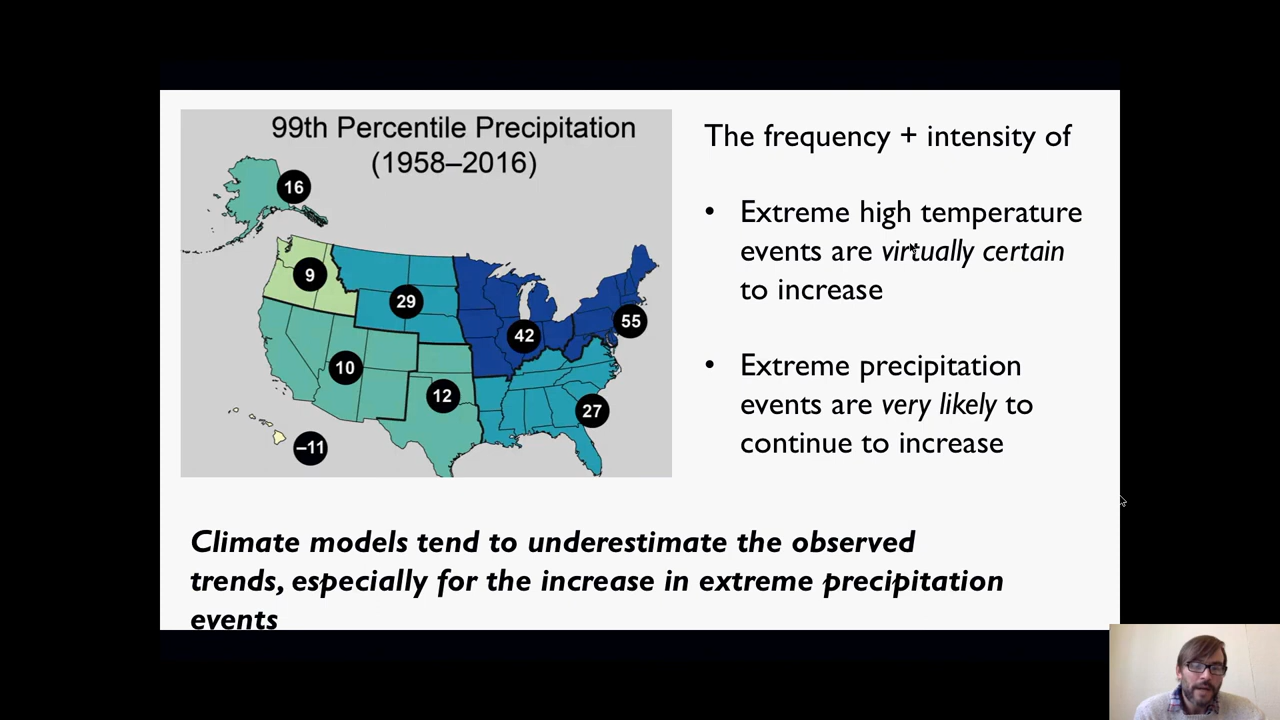 99th Percentile Precipitation
(1958–2016)
16
9
29
42
55
10
12
27
–11
The frequency + intensity of
• Extreme high temperature
events are virtually certain
to increase
• Extreme precipitation
events are very likely to
continue to increase
Climate models tend to underestimate the observed
trends, especially for the increase in extreme precipitation
events